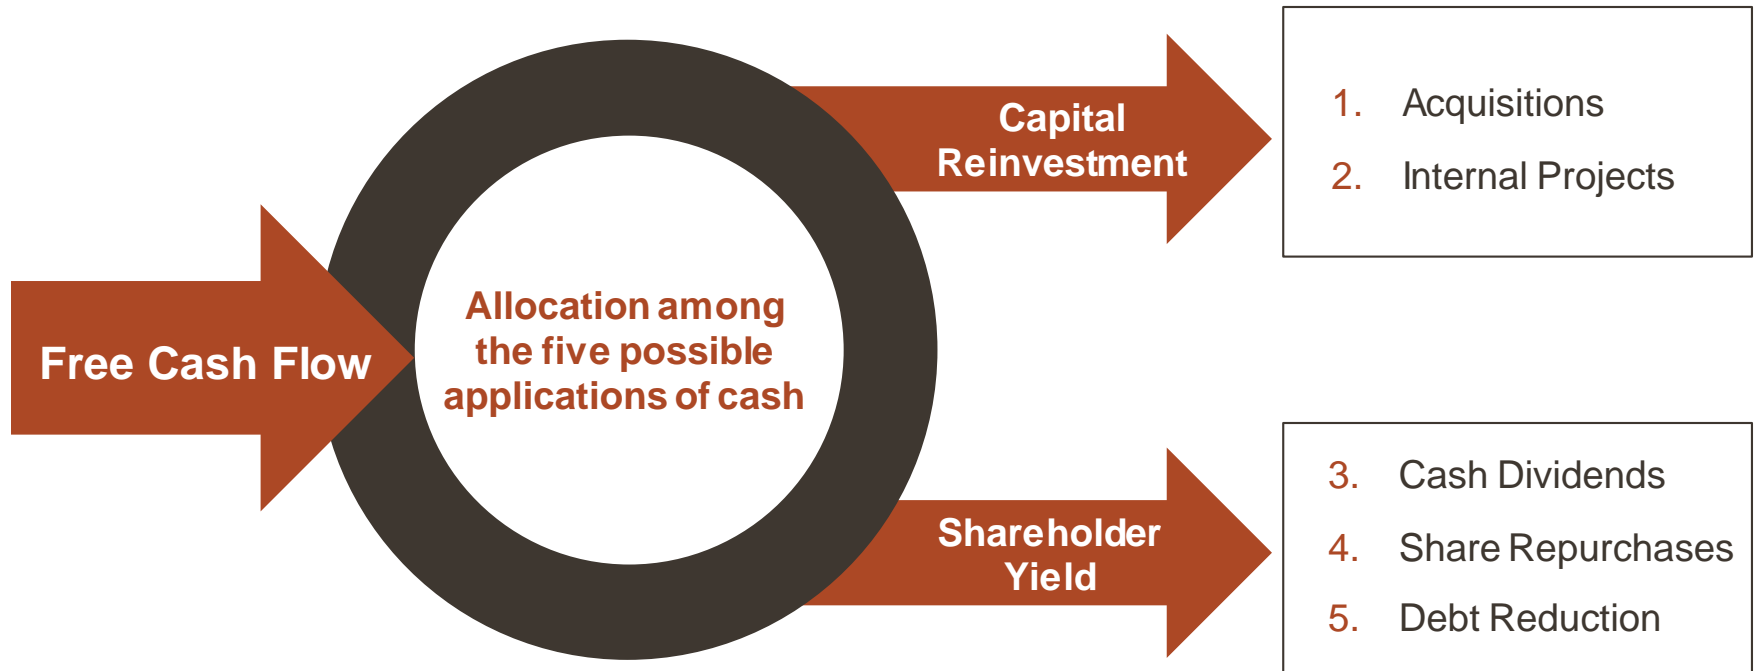 Free Cash Flow
Allocation among
the five possible
applications of cash
Capital
Reinvestment
1. Acquisitions
2. Internal Projects
Shareholder
Yield
3. Cash Dividends
4. Share Repurchases
5. Debt Reduction